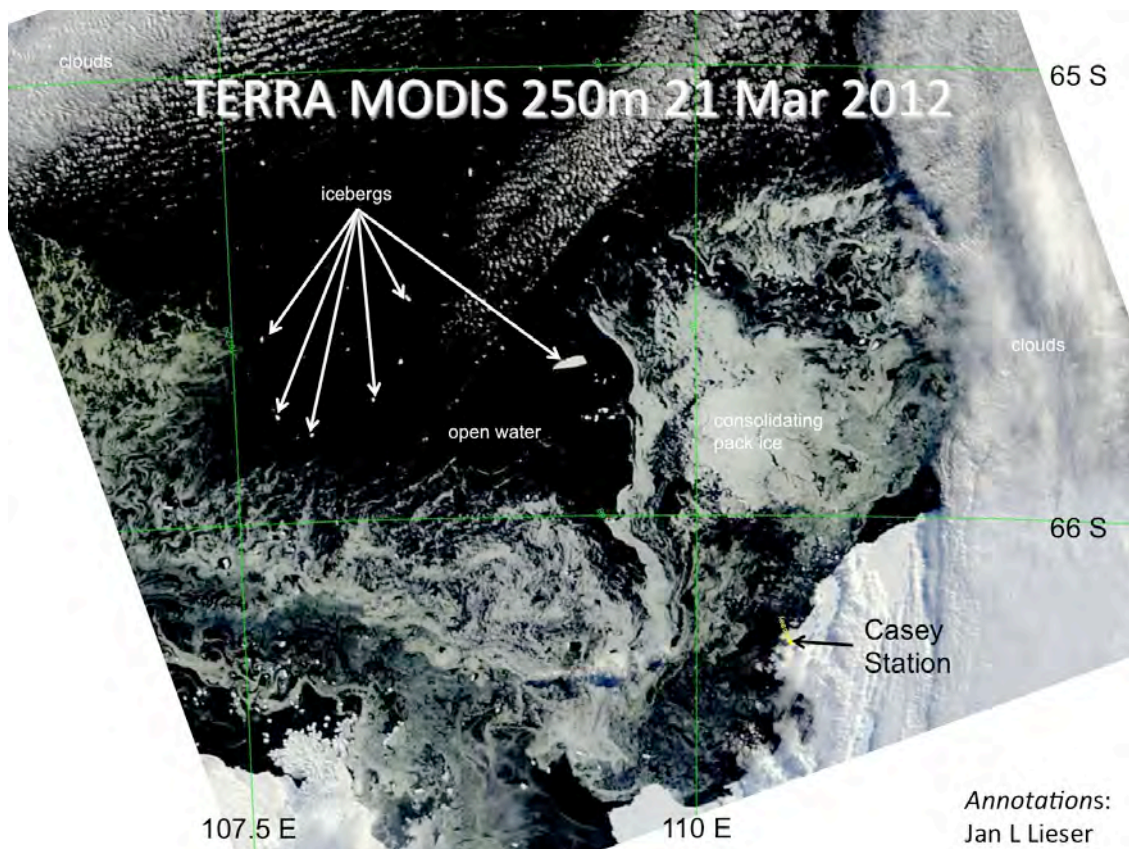 clouds
65 S
TERRA MODIS 250m 21 Mar 2012
icebergs
clouds
open water
consolidating
pack ice
66 S
Casey
Station
107.5 E
110 E
Annotations:
Jan L Lieser